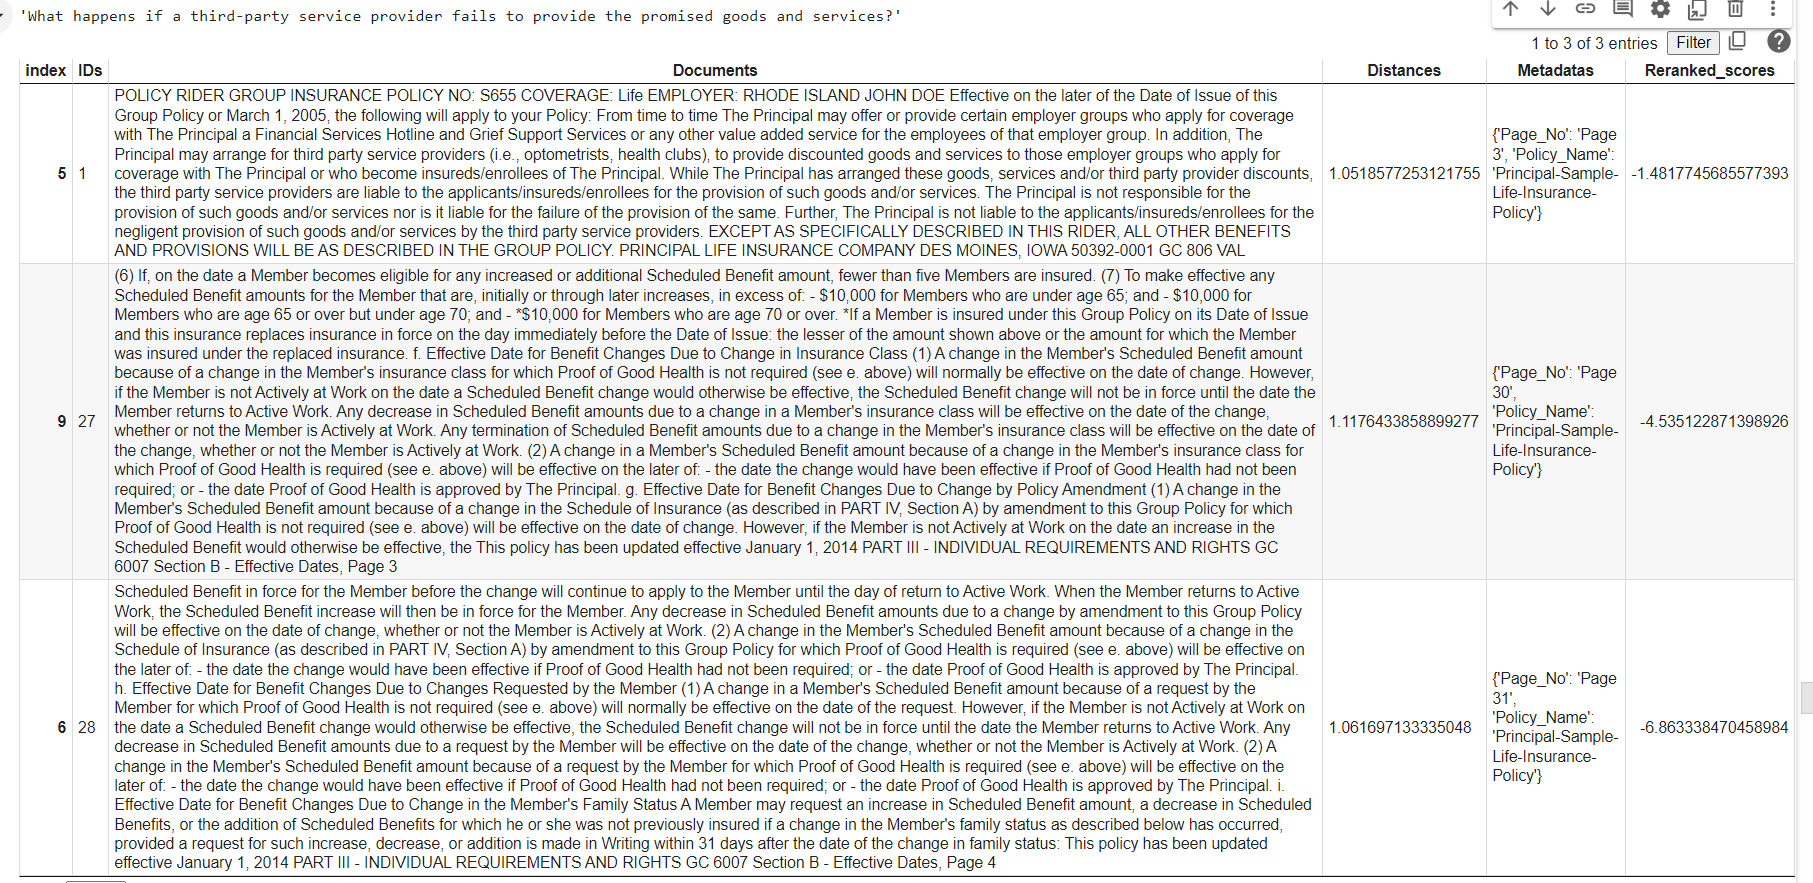 'What happens if a third-party service provider fails to provide the promised goods and services?'
1 to 3 of 3 entries Filter
index IDs Documents Distances Metadatas Reranked_scores
POLICY RIDER GROUP INSURANCE POLICY NO: S655 COVERAGE: Life EMPLOYER: RHODE ISLAND JOHN DOE Effective on the later of the Date of Issue of this
Group Policy or March 1, 2005, the following will apply to your Policy: From time to time The Principal may offer or provide certain employer groups who apply for coverage
with The Principal a Financial Services Hotline and Grief Support Services or any other value added service for the employees of that employer group. In addition, The
Principal may arrange for third party service providers (i.e., optometrists, health clubs), to provide discounted goods and services to those employer groups who apply for
coverage with The Principal or who become insureds/enrollees of The Principal. While The Principal has arranged these goods, services and/or third party provider discounts,
the third party service providers are liable to the applicants/insureds/enrollees for the provision of such goods and/or services. The Principal is not responsible for the
provision of such goods and/or services nor is it liable for the failure of the provision of the same. Further, The Principal is not liable to the applicants/insureds/enrollees for the
negligent provision of such goods and/or services by the third party service providers. EXCEPT AS SPECIFICALLY DESCRIBED IN THIS RIDER, ALL OTHER BENEFITS
AND PROVISIONS WILL BE AS DESCRIBED IN THE GROUP POLICY. PRINCIPAL LIFE INSURANCE COMPANY DES MOINES, IOWA 50392-0001 GC 806 VAL
5 1
1.0518577253121755
{'Page_No': 'Page
3', 'Policy_Name':
'Principal-Sample-
Life-Insurance-
Policy'}
-1.4817745685577393
(6) If, on the date a Member becomes eligible for any increased or additional Scheduled Benefit amount, fewer than five Members are insured. (7) To make effective any
Scheduled Benefit amounts for the Member that are, initially or through later increases, in excess of: - $10,000 for Members who are under age 65; and - $10,000 for
Members who are age 65 or over but under age 70; and - *$10,000 for Members who are age 70 or over. *If a Member is insured under this Group Policy on its Date of Issue
and this insurance replaces insurance in force on the day immediately before the Date of Issue: the lesser of the amount shown above or the amount for which the Member
was insured under the replaced insurance. f. Effective Date for Benefit Changes Due to Change in Insurance Class (1) A change in the Member's Scheduled Benefit amount
because of a change in the Member's insurance class for which Proof of Good Health is not required (see e. above) will normally be effective on the date of change. However,
if the Member is not Actively at Work on the date a Scheduled Benefit change would otherwise be effective, the Scheduled Benefit change will not be in force until the date the
Member returns to Active Work. Any decrease in Scheduled Benefit amounts due to a change in a Member's insurance class will be effective on the date of the change,
whether or not the Member is Actively at Work. Any termination of Scheduled Benefit amounts due to a change in the Member's insurance class will be effective on the date of
the change, whether or not the Member is Actively at Work. (2) A change in a Member's Scheduled Benefit amount because of a change in the Member's insurance class for
which Proof of Good Health is required (see e. above) will be effective on the later of: - the date the change would have been effective if Proof of Good Health had not been
required; or - the date Proof of Good Health is approved by The Principal. g. Effective Date for Benefit Changes Due to Change by Policy Amendment (1) A change in the
Member's Scheduled Benefit amount because of a change in the Schedule of Insurance (as described in PART IV, Section A) by amendment to this Group Policy for which
Proof of Good Health is not required (see e. above) will be effective on the date of change. However, if the Member is not Actively at Work on the date an increase in the
Scheduled Benefit would otherwise be effective, the This policy has been updated effective January 1, 2014 PART III - INDIVIDUAL REQUIREMENTS AND RIGHTS GC
6007 Section B - Effective Dates, Page 3
9 27
1.1176433858899277
{'Page_No': 'Page
30',
'Policy_Name':
'Principal-Sample-
Life-Insurance-
Policy'}
-4.535122871398926
Scheduled Benefit in force for the Member before the change will continue to apply to the Member until the day of return to Active Work. When the Member returns to Active
Work, the Scheduled Benefit increase will then be in force for the Member. Any decrease in Scheduled Benefit amounts due to a change by amendment to this Group Policy
will be effective on the date of change, whether or not the Member is Actively at Work. (2) A change in the Member's Scheduled Benefit amount because of a change in the
Schedule of Insurance (as described in PART IV, Section A) by amendment to this Group Policy for which Proof of Good Health is required (see e. above) will be effective on
the later of: - the date the change would have been effective if Proof of Good Health had not been required; or - the date Proof of Good Health is approved by The Principal.
h. Effective Date for Benefit Changes Due to Changes Requested by the Member (1) A change in a Member's Scheduled Benefit amount because of a request by the
Member for which Proof of Good Health is not required (see e. above) will normally be effective on the date of the request. However, if the Member is not Actively at Work on
the date a Scheduled Benefit change would otherwise be effective, the Scheduled Benefit change will not be in force until the date the Member returns to Active Work. Any
decrease in Scheduled Benefit amounts due to a request by the Member will be effective on the date of the change, whether or not the Member is Actively at Work. (2) A
change in the Member's Scheduled Benefit amount because of a request by the Member for which Proof of Good Health is required (see e. above) will be effective on the
later of: - the date the change would have been effective if Proof of Good Health had not been required; or - the date Proof of Good Health is approved by The Principal. i.
Effective Date for Benefit Changes Due to Change in the Member's Family Status A Member may request an increase in Scheduled Benefit amount, a decrease in Scheduled
Benefits, or the addition of Scheduled Benefits for which he or she was not previously insured if a change in the Member's family status as described below has occurred,
provided a request for such increase, decrease, or addition is made in Writing within 31 days after the date of the change in family status: This policy has been updated
effective January 1, 2014 PART III - INDIVIDUAL REQUIREMENTS AND RIGHTS GC 6007 Section B - Effective Dates, Page 4
6 28
1.061697133335048
{'Page_No': 'Page
31',
'Policy_Name':
'Principal-Sample-
Life-Insurance-
Policy'}
-6.863338470458984